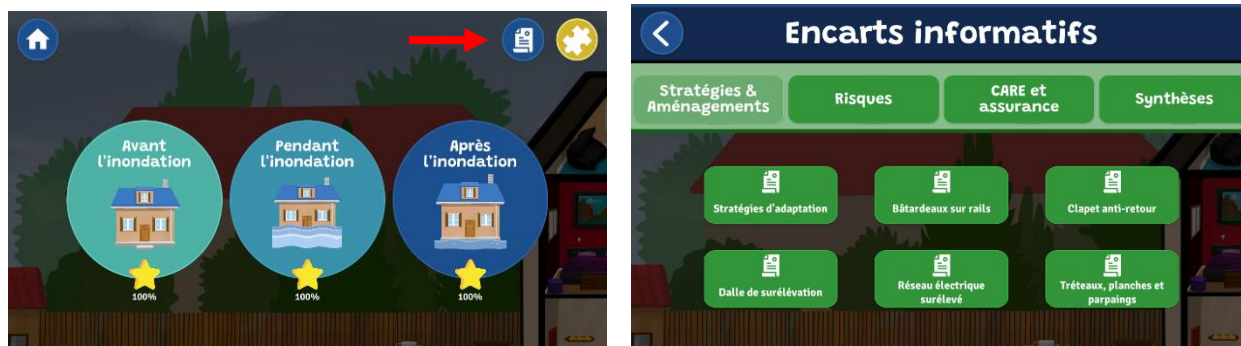 Avant
l'inondation
Pendant
l'inondation
Après
l'inondation
100%
100%
100%
Encarts informatifs
Stratégies &
Aménagements
Risques
CARE et
assurance
Synthèses
Stratégies d'adaptation
Bâtardeaux sur rails
Clapet anti-retour
Dalle de surélévation
Réseau électrique
surélevé
Tréteaux, planches et
parpaings